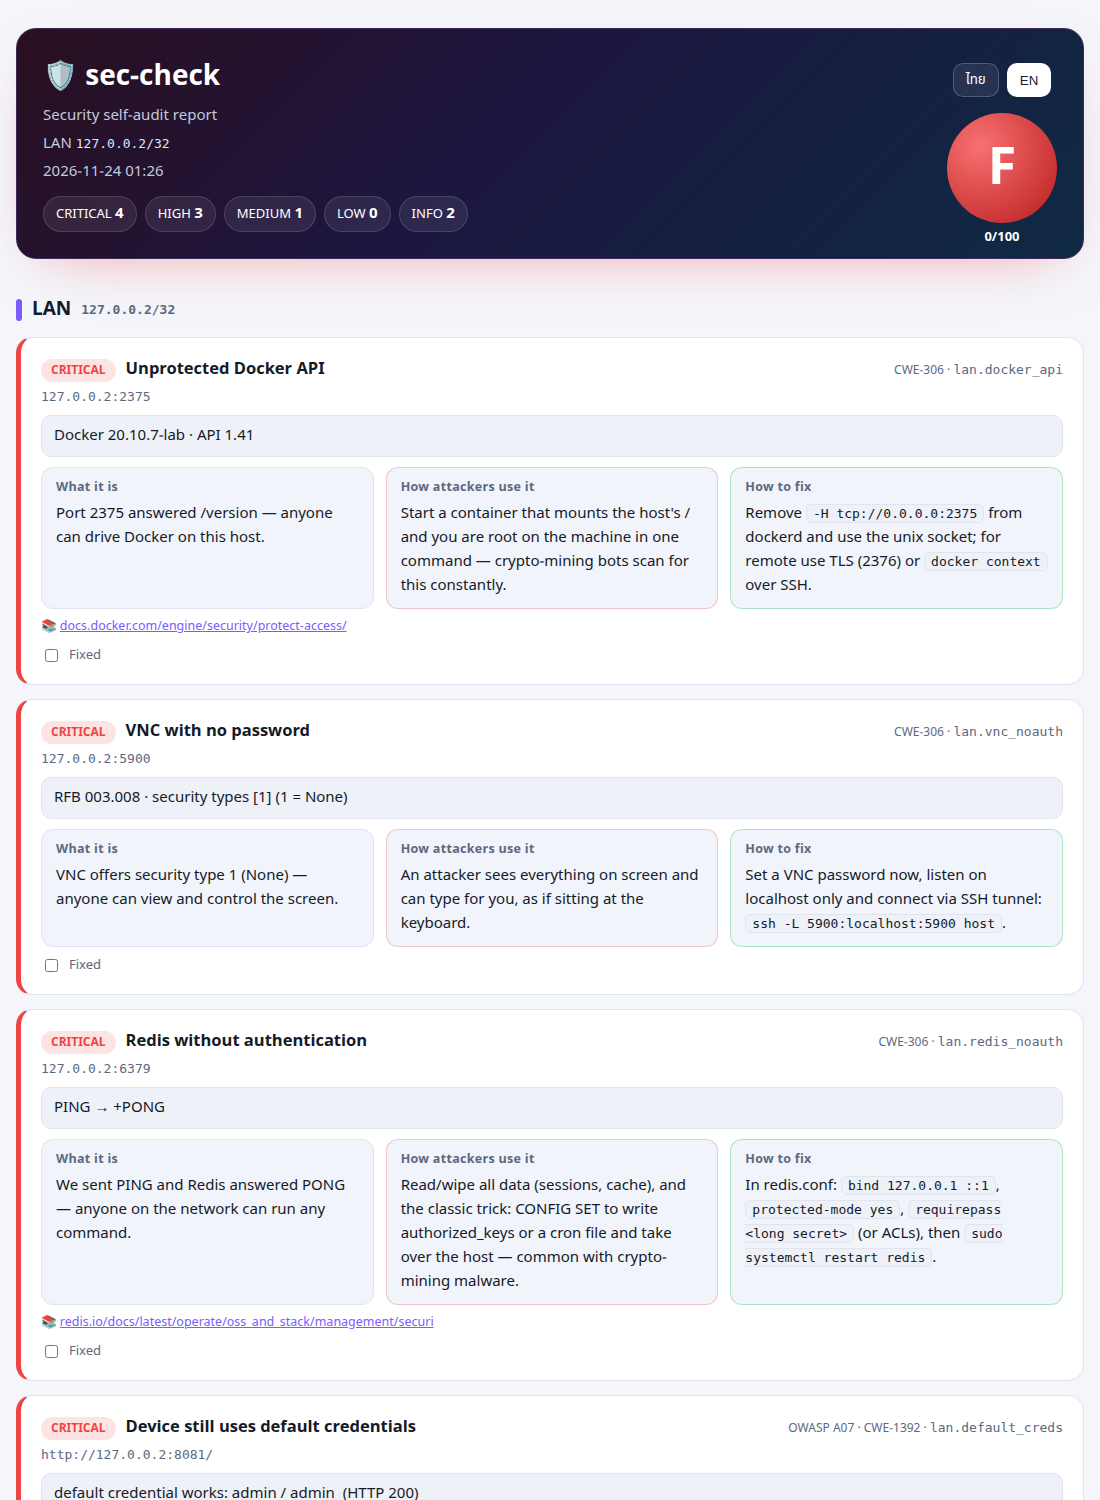 🛡️ sec-check
ไทย
EN
Security self-audit report
LAN 127.0.0.2/32
2026-11-24 01:26
F
0/100
CRITICAL 4
HIGH 3
MEDIUM 1
LOW 0
INFO 2
LAN 127.0.0.2/32
CRITICAL Unprotected Docker API
CWE-306 · lan.docker_api
127.0.0.2:2375
Docker 20.10.7-lab · API 1.41
What it is
Port 2375 answered /version — anyone
can drive Docker on this host.
How attackers use it
Start a container that mounts the host's /
and you are root on the machine in one
command — crypto-mining bots scan for
this constantly.
How to fix
Remove -H tcp://0.0.0.0:2375 from
dockerd and use the unix socket; for
remote use TLS (2376) or docker context
over SSH.
📚 docs.docker.com/engine/security/protect-access/
Fixed
CRITICAL VNC with no password
CWE-306 · lan.vnc_noauth
127.0.0.2:5900
RFB 003.008 · security types [1] (1 = None)
What it is
VNC offers security type 1 (None) —
anyone can view and control the screen.
How attackers use it
An attacker sees everything on screen and
can type for you, as if sitting at the
keyboard.
How to fix
Set a VNC password now, listen on
localhost only and connect via SSH tunnel:
ssh -L 5900:localhost:5900 host.
Fixed
CRITICAL Redis without authentication
CWE-306 · lan.redis_noauth
127.0.0.2:6379
PING → +PONG
What it is
We sent PING and Redis answered PONG
— anyone on the network can run any
command.
How attackers use it
Read/wipe all data (sessions, cache), and
the classic trick: CONFIG SET to write
authorized_keys or a cron file and take
over the host — common with crypto-
mining malware.
How to fix
In redis.conf: bind 127.0.0.1 ::1,
protected-mode yes, requirepass
<long secret> (or ACLs), then sudo
systemctl restart redis.
📚 redis.io/docs/latest/operate/oss_and_stack/management/securi
Fixed
CRITICAL Device still uses default credentials
OWASP A07 · CWE-1392 · lan.default_creds
http://127.0.0.2:8081/
default credential works: admin / admin (HTTP 200)